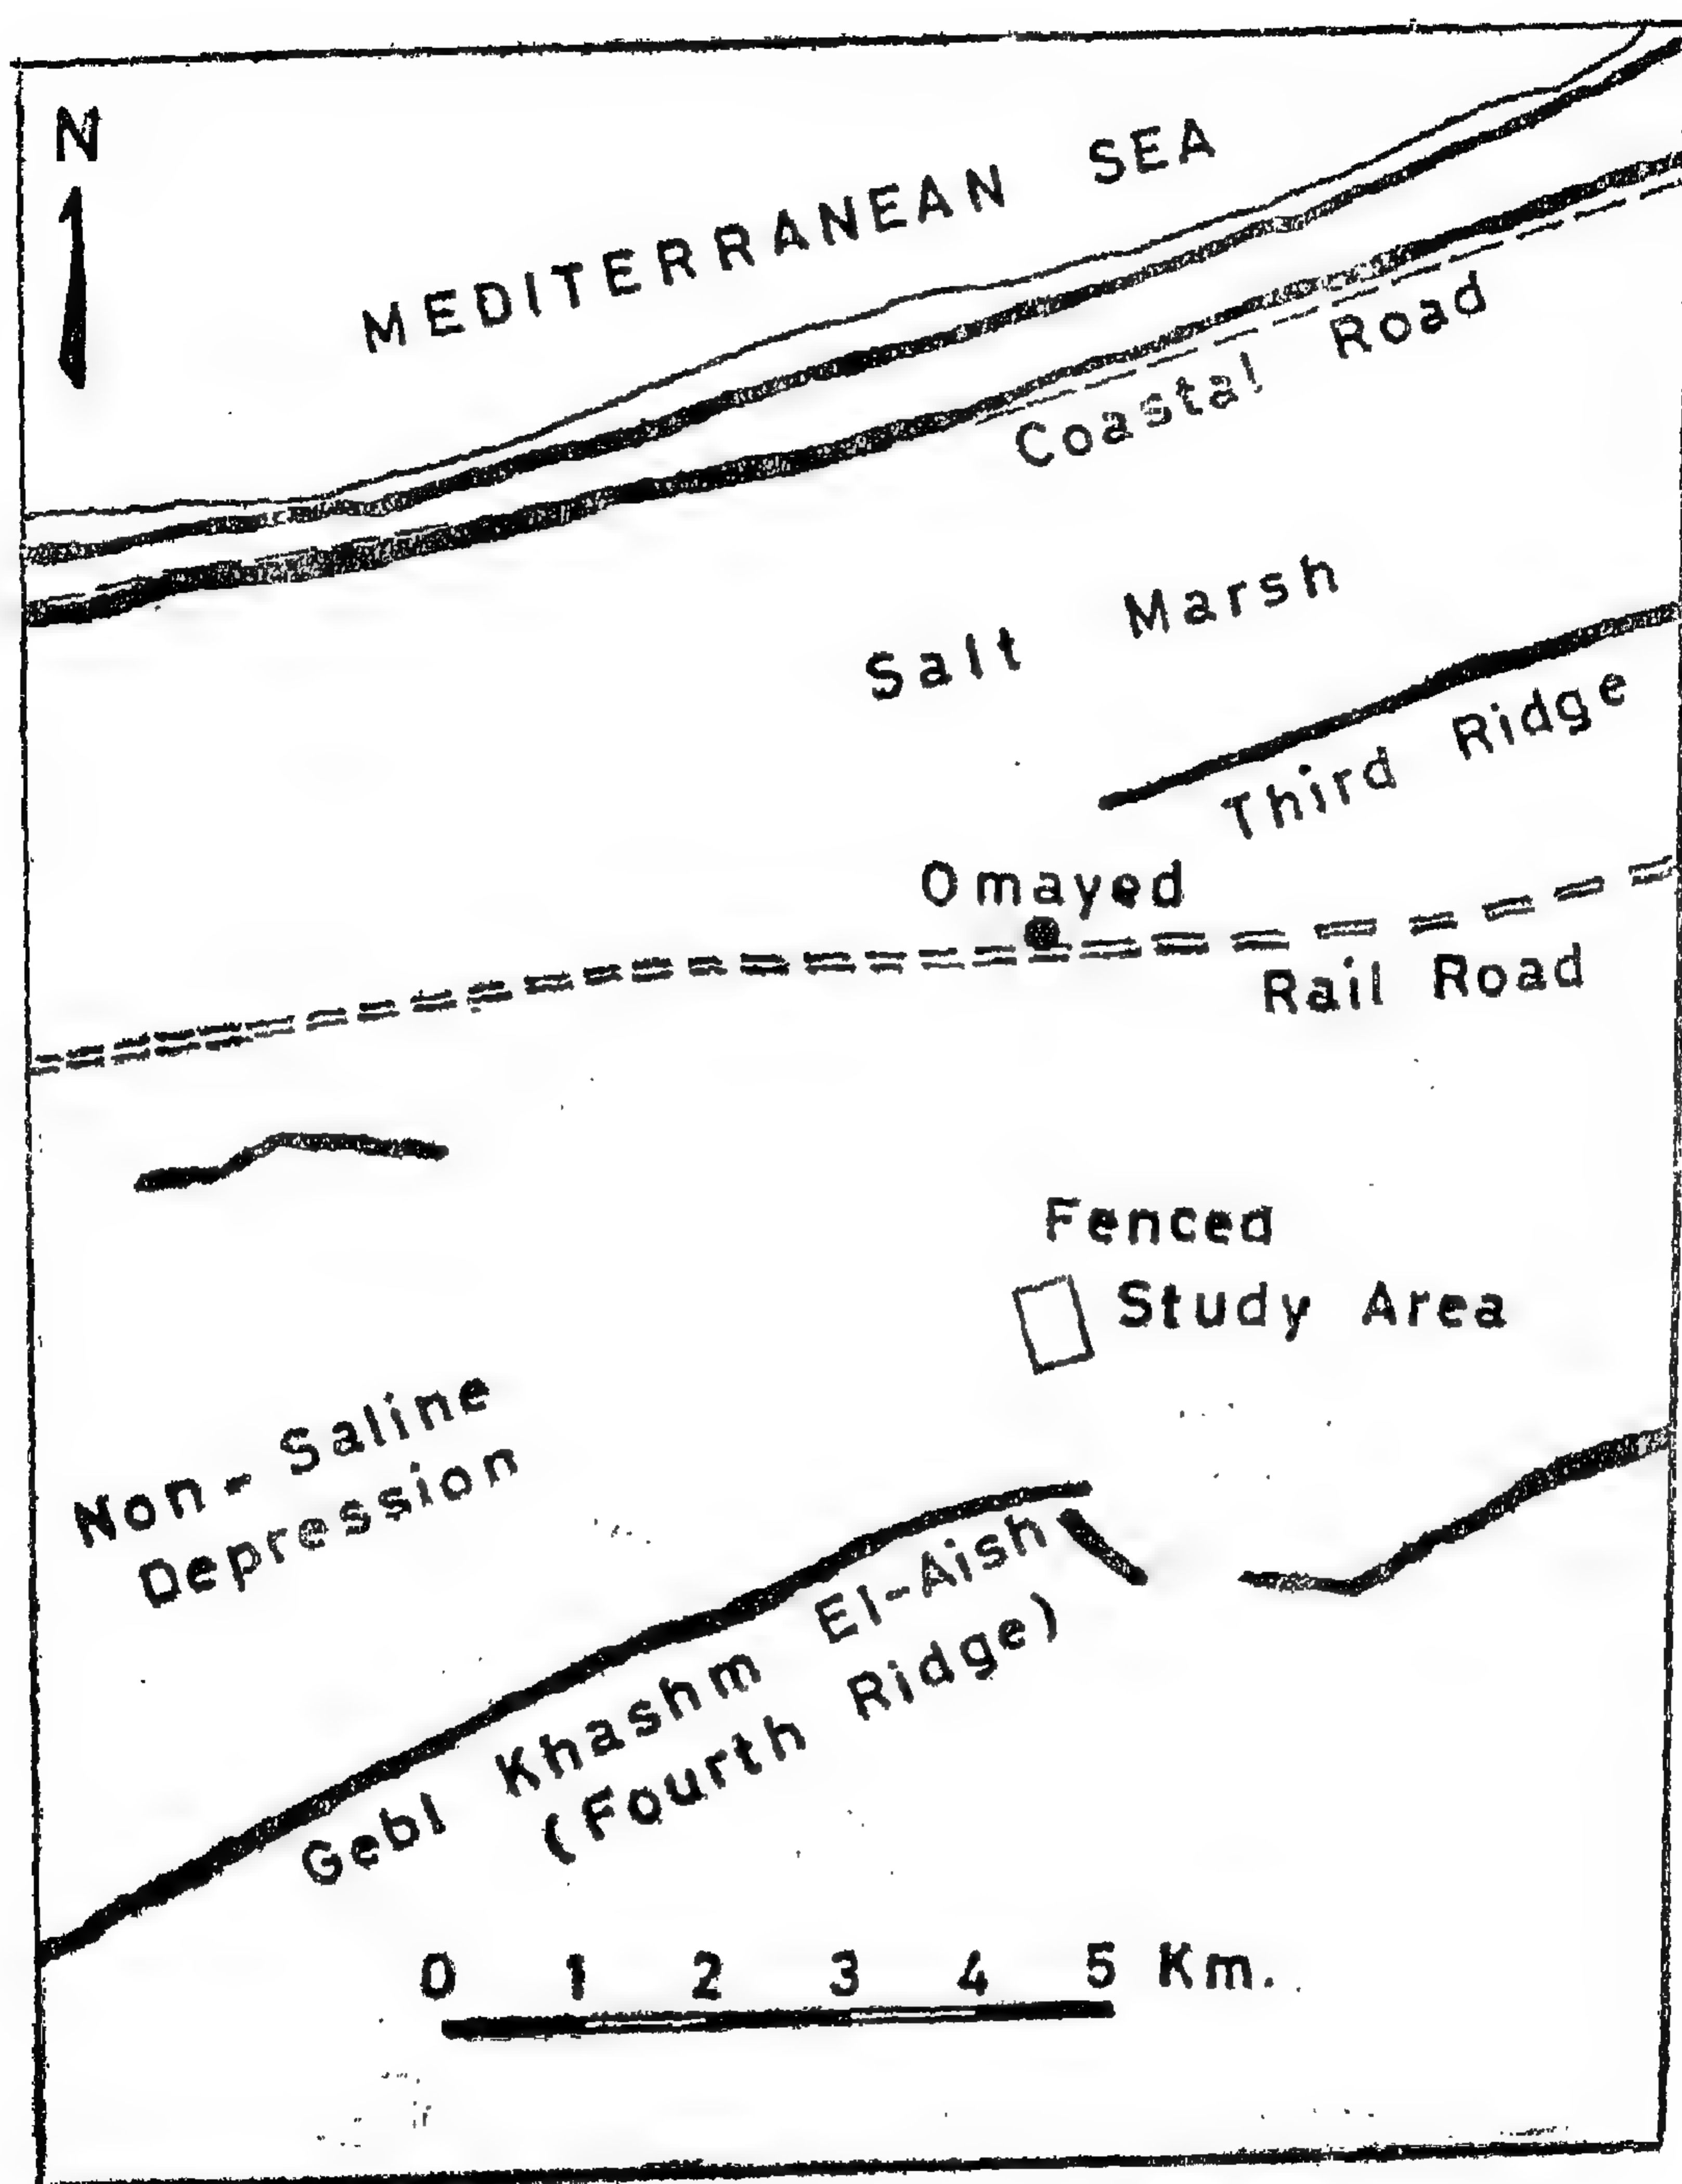 N
MEDITERRANEAN SEA
Coastal Road
Salt Marsh
Third Ridge
Omayed
Rail Road
Fenced
Study Area
Non-Saline
Depression
Gebl Khashm El-Aish
(Fourth Ridge)
0 1 2 3 4 5 Km.